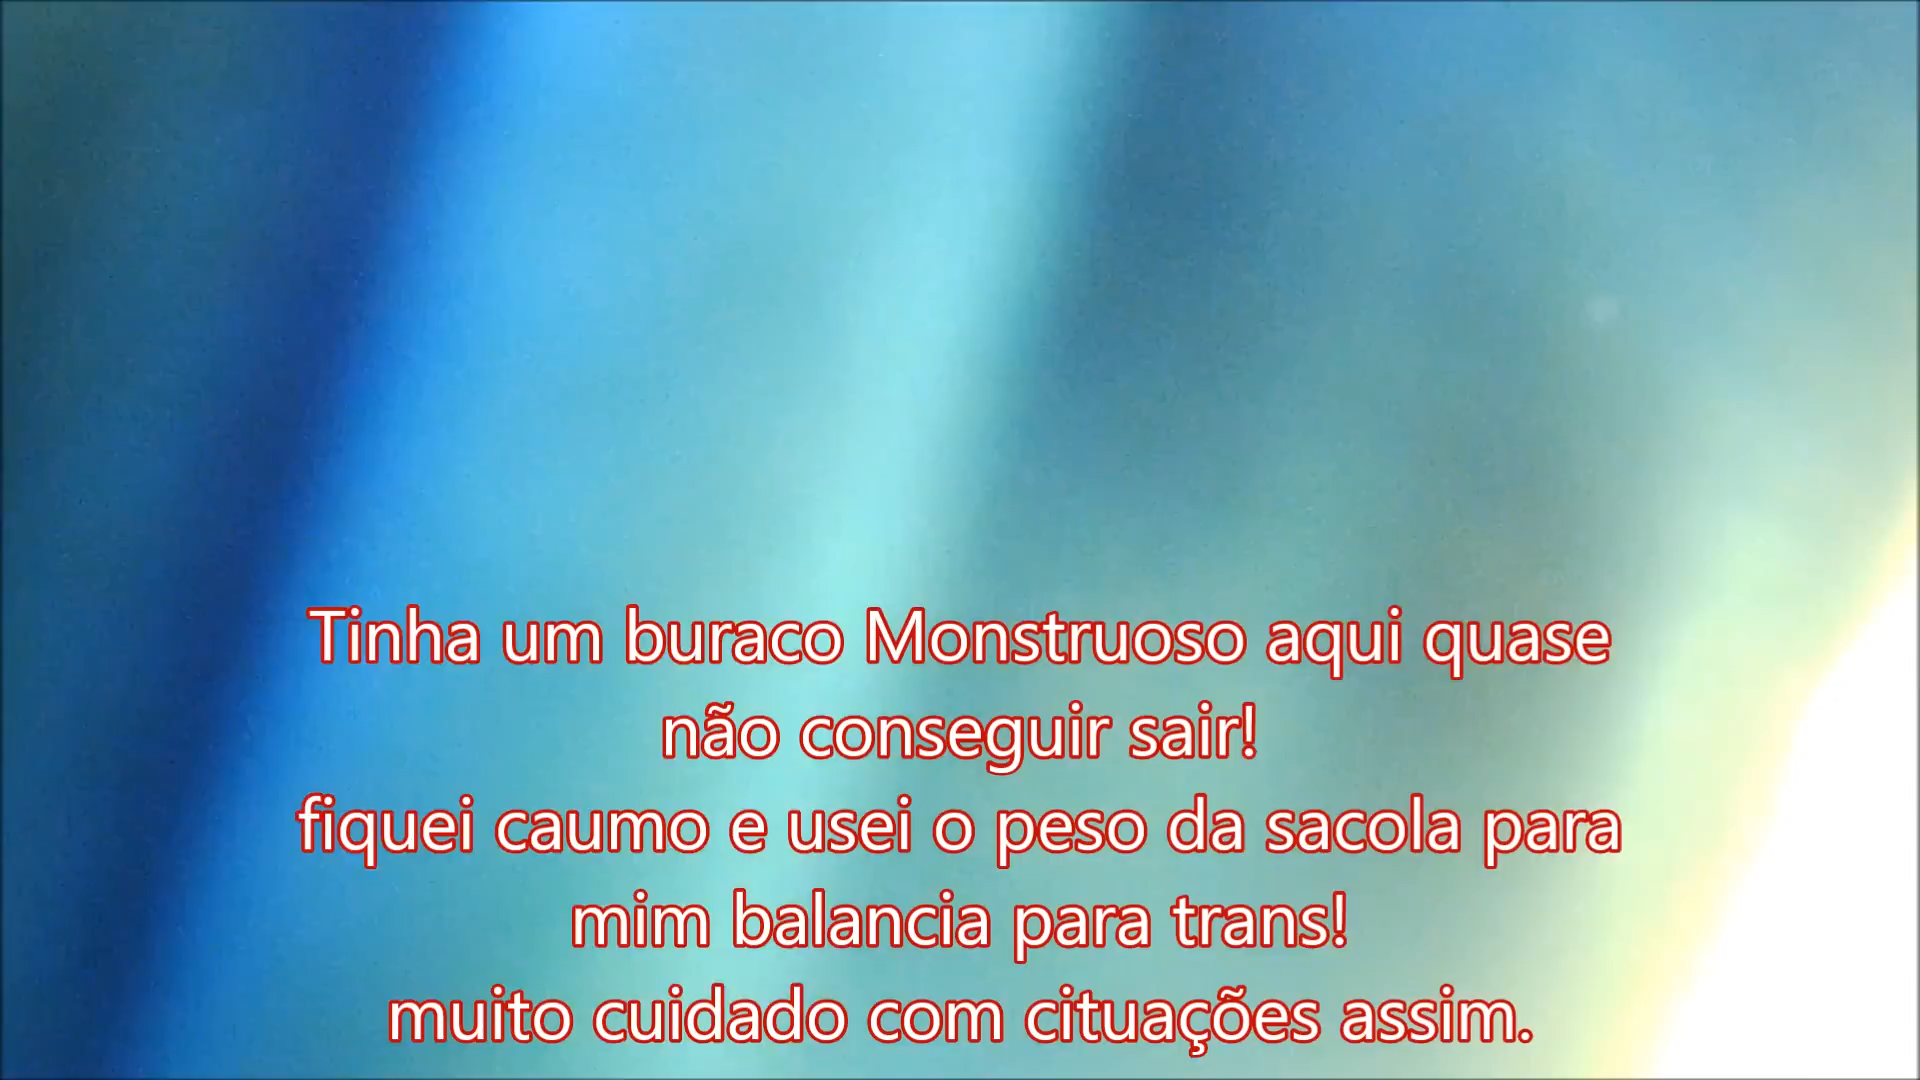 Tinha um buraco Monstruoso aqui quase
não conseguir sair!
fiquei caumo e usei o peso da sacola para
mim balancia para trans!
muito cuidado com cituações assim.